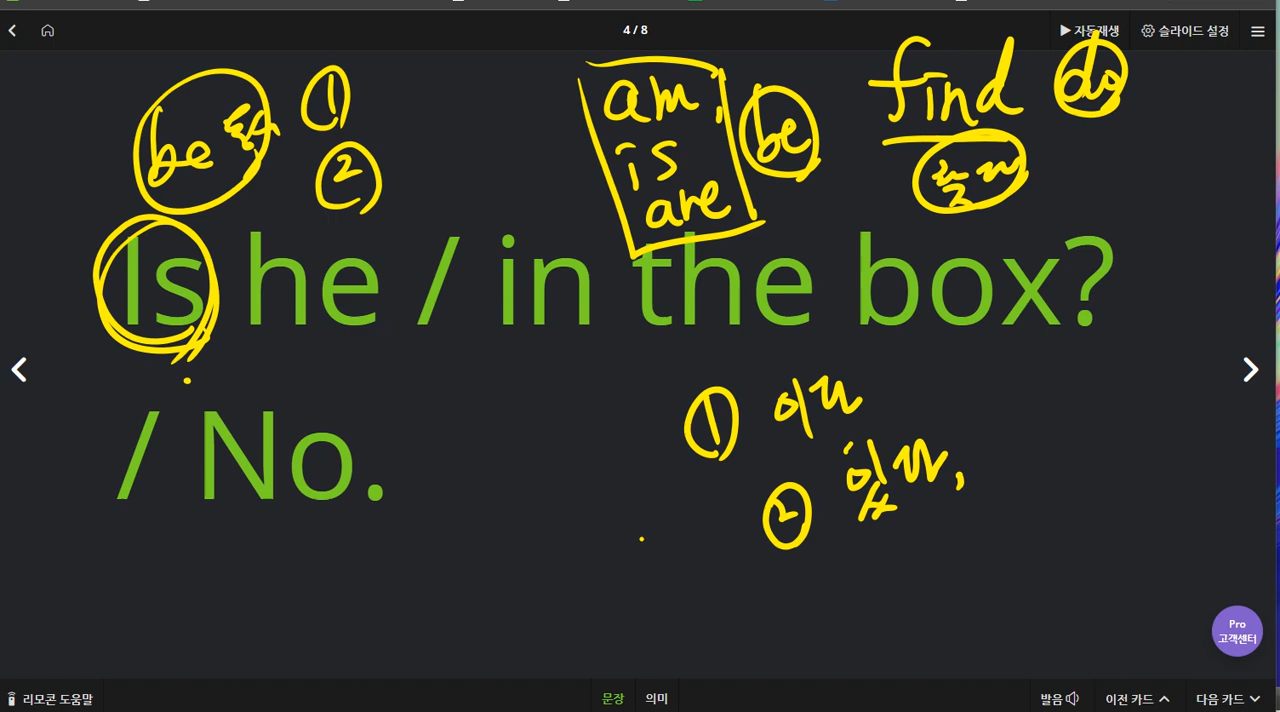 4 / 8
자동재생
슬라이드 설정
be 동사 ① ②
am,
is
are
be
find
do
찾다
Is he / in the box?
/ No.
① 이다
② 있다,
Pro
고객센터
리모콘 도움말
문장
의미
발음
이전 카드
다음 카드